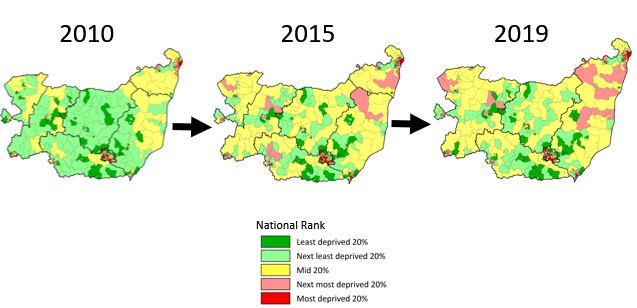 2010
2015
2019
National Rank
Least deprived 20%
Next least deprived 20%
Mid 20%
Next most deprived 20%
Most deprived 20%